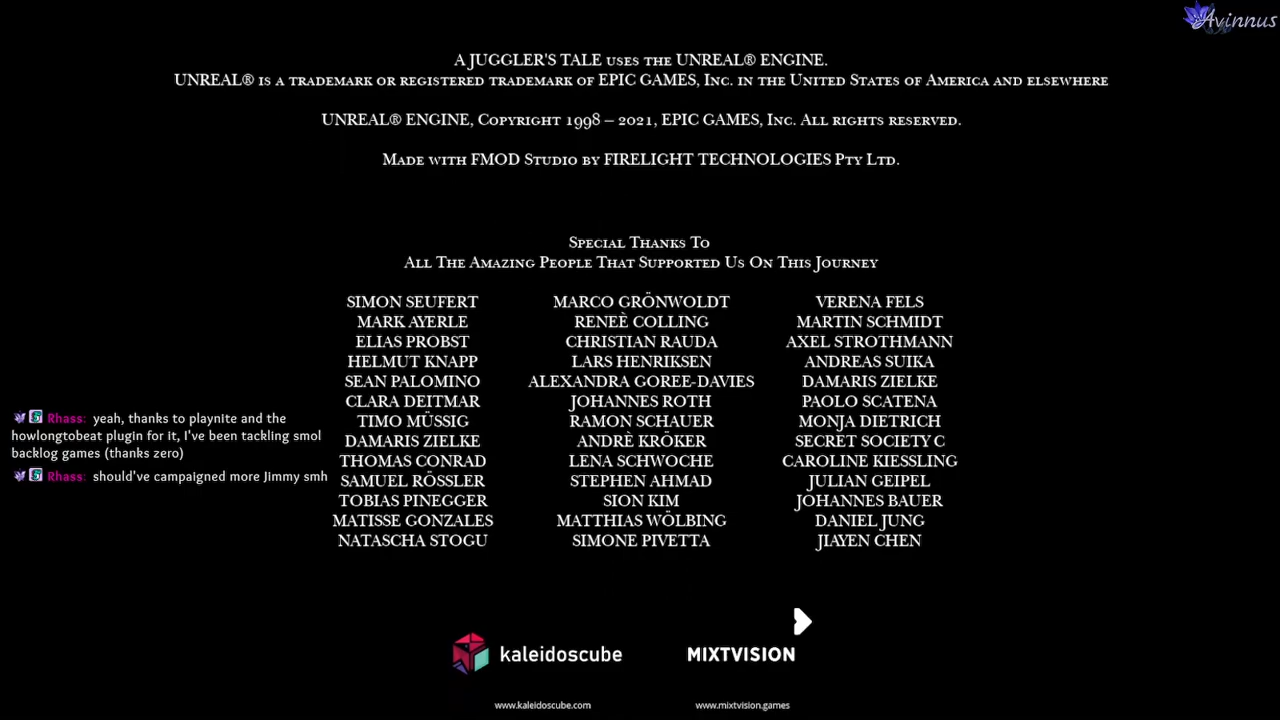 Avinnus
A JUGGLER'S TALE USES THE UNREAL® ENGINE.
UNREAL® IS A TRADEMARK OR REGISTERED TRADEMARK OF EPIC GAMES, INC. IN THE UNITED STATES OF AMERICA AND ELSEWHERE
UNREAL® ENGINE, COPYRIGHT 1998 – 2021, EPIC GAMES, INC. ALL RIGHTS RESERVED.
MADE WITH FMOD STUDIO BY FIRELIGHT TECHNOLOGIES PTY LTD.
SPECIAL THANKS TO
ALL THE AMAZING PEOPLE THAT SUPPORTED US ON THIS JOURNEY
SIMON SEUFERT
MARK AYERLE
ELIAS PROBST
HELMUT KNAPP
SEAN PALOMINO
CLARA DEITMAR
TIMO MÜSSIG
DAMARIS ZIELKE
THOMAS CONRAD
SAMUEL RÖSSLER
TOBIAS PINEGGER
MATISSE GONZALES
NATASCHA STOGU
MARCO GRÖNWOLDT
RENEÈ COLLING
CHRISTIAN RAUDA
LARS HENRIKSEN
ALEXANDRA GOREE-DAVIES
JOHANNES ROTH
RAMON SCHAUER
ANDRÈ KRÖKER
LENA SCHWOCHE
STEPHEN AHMAD
SION KIM
MATTHIAS WÖLBING
SIMONE PIVETTA
VERENA FELS
MARTIN SCHMIDT
AXEL STROTHMANN
ANDREAS SUIKA
DAMARIS ZIELKE
PAOLO SCATENA
MONJA DIETRICH
SECRET SOCIETY C
CAROLINE KIESSLING
JULIAN GEIPEL
JOHANNES BAUER
DANIEL JUNG
JIAYEN CHEN
Rhass: yeah, thanks to playnite and the
howlongtobeat plugin for it, I've been tackling smol
backlog games (thanks zero)
Rhass: should've campaigned more Jimmy smh
kaleidoscube
MIXTVISION
www.kaleidoscube.com
www.mixtvision.games